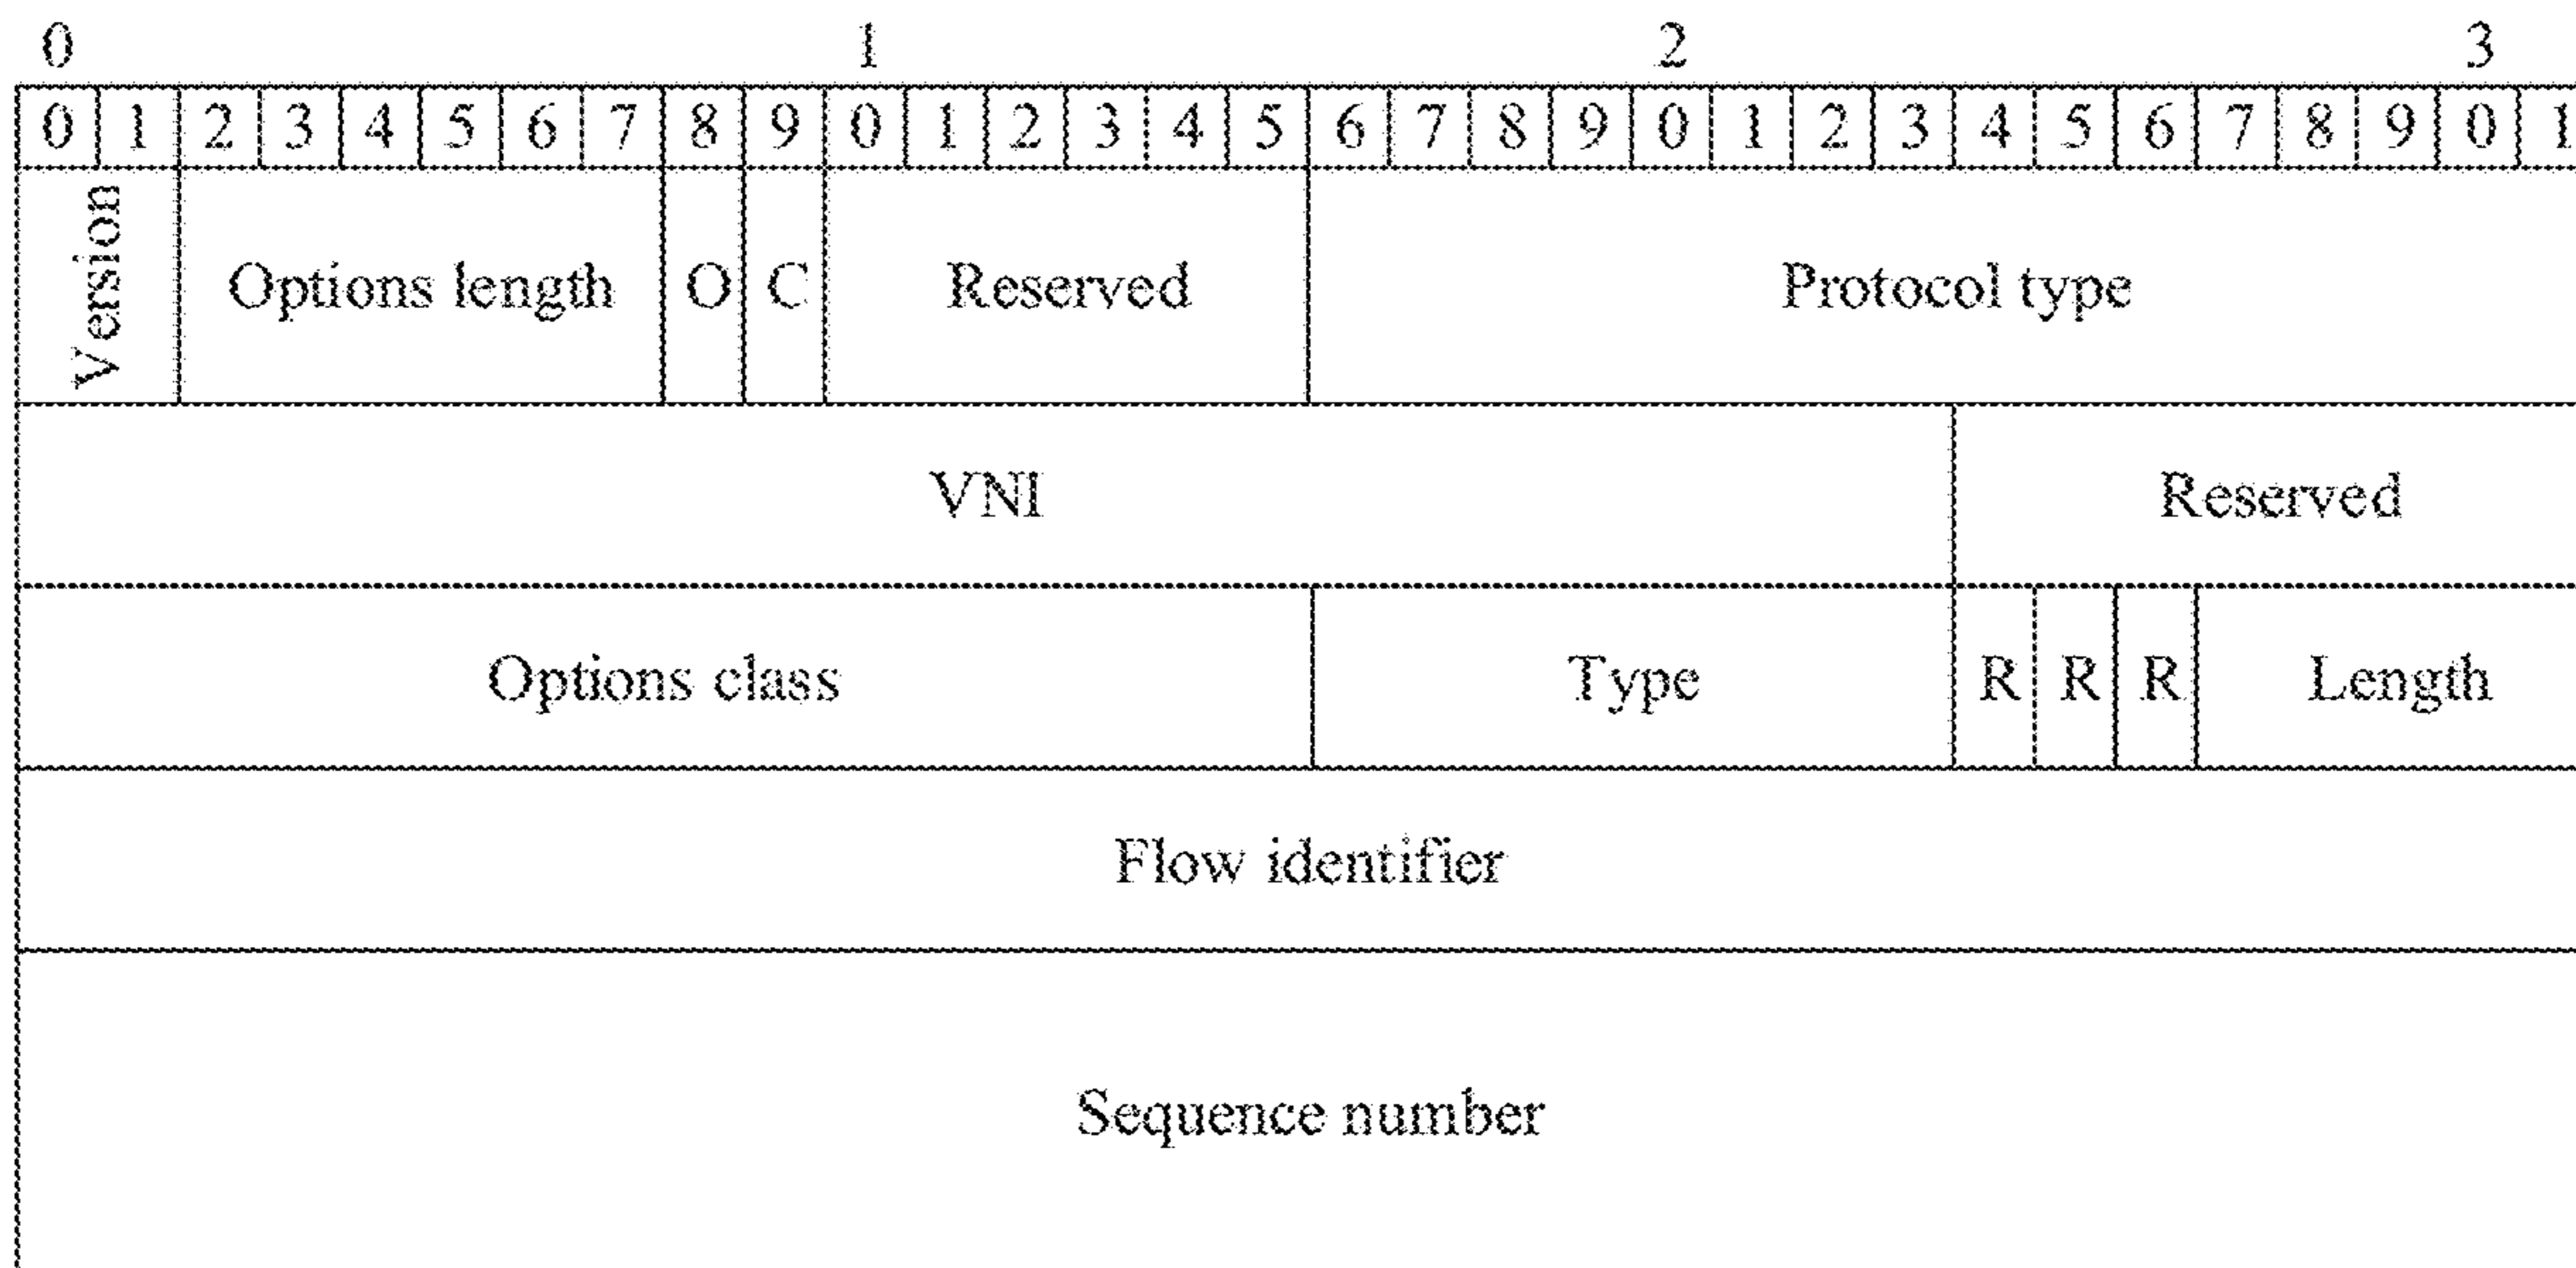 0 1 2 3
0 1 2 3 4 5 6 7 8 9 0 1 2 3 4 5 6 7 8 9 0 1 2 3 4 5 6 7 8 9 0 1
Version Options length O C Reserved Protocol type
VNI Reserved
Options class Type R R R Length
Flow identifier
Sequence number